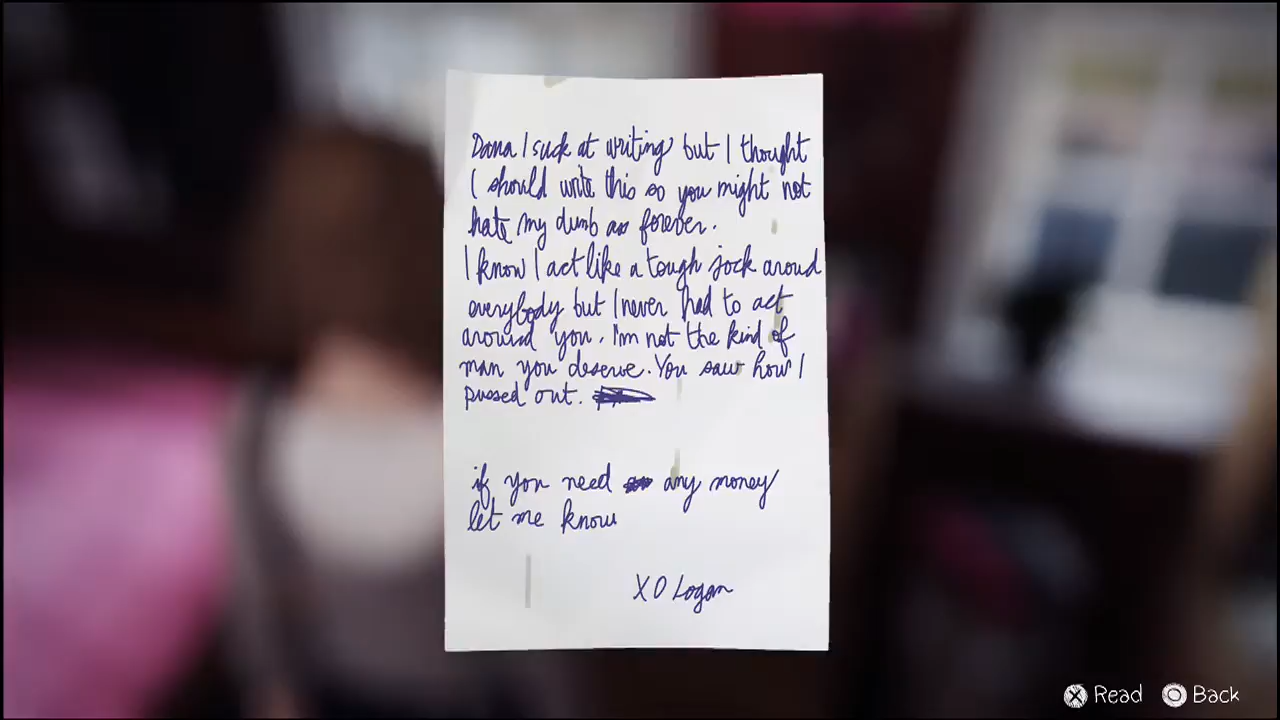 Dana I suck at writing but I thought
I should write this so you might not
hate my dumb ass forever.
I know I act like a tough jock aroud
everybody but I never had to act
around you. I'm not the kind of
man you deserve. You saw how I
pussed out.
if you need any money
let me know
XO Logan
Read Back